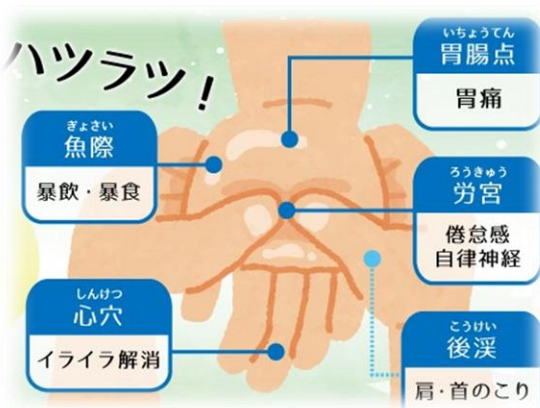 ハツラツ！
いちょうてん
胃腸点
胃痛
ぎょさい
魚際
暴飲・暴食
ろうきゅう
労宮
倦怠感
自律神経
しんけつ
心穴
イライラ解消
こうけい
後渓
肩・首のこり